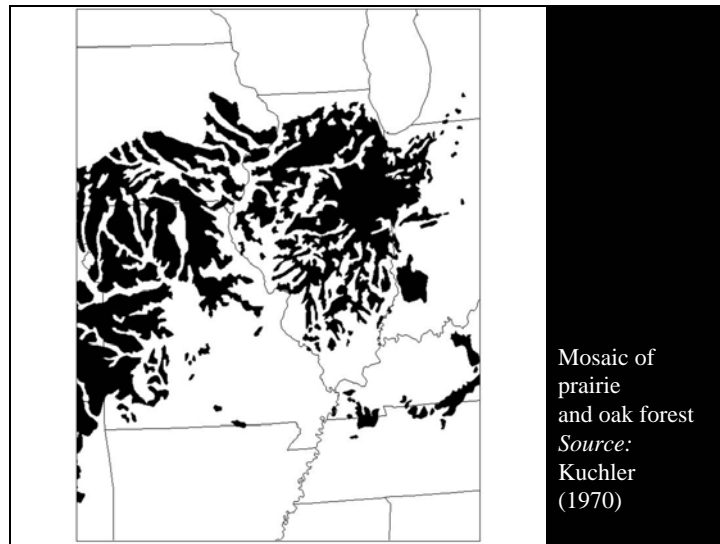 Mosaic of
prairie
and oak forest
Source:
Kuchler
(1970)